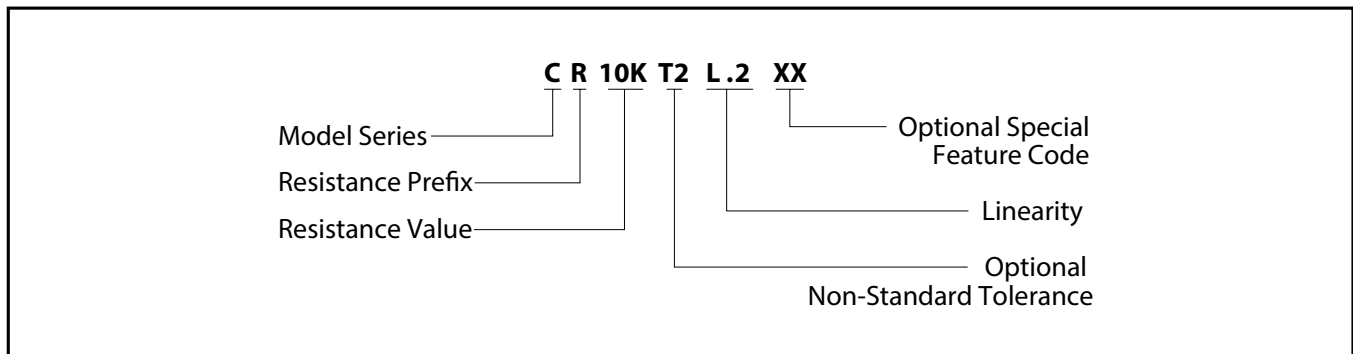 C R 10K T2 L .2 XX
Model Series
Optional Special
Feature Code
Resistance Prefix
Linearity
Resistance Value
Optional
Non-Standard Tolerance